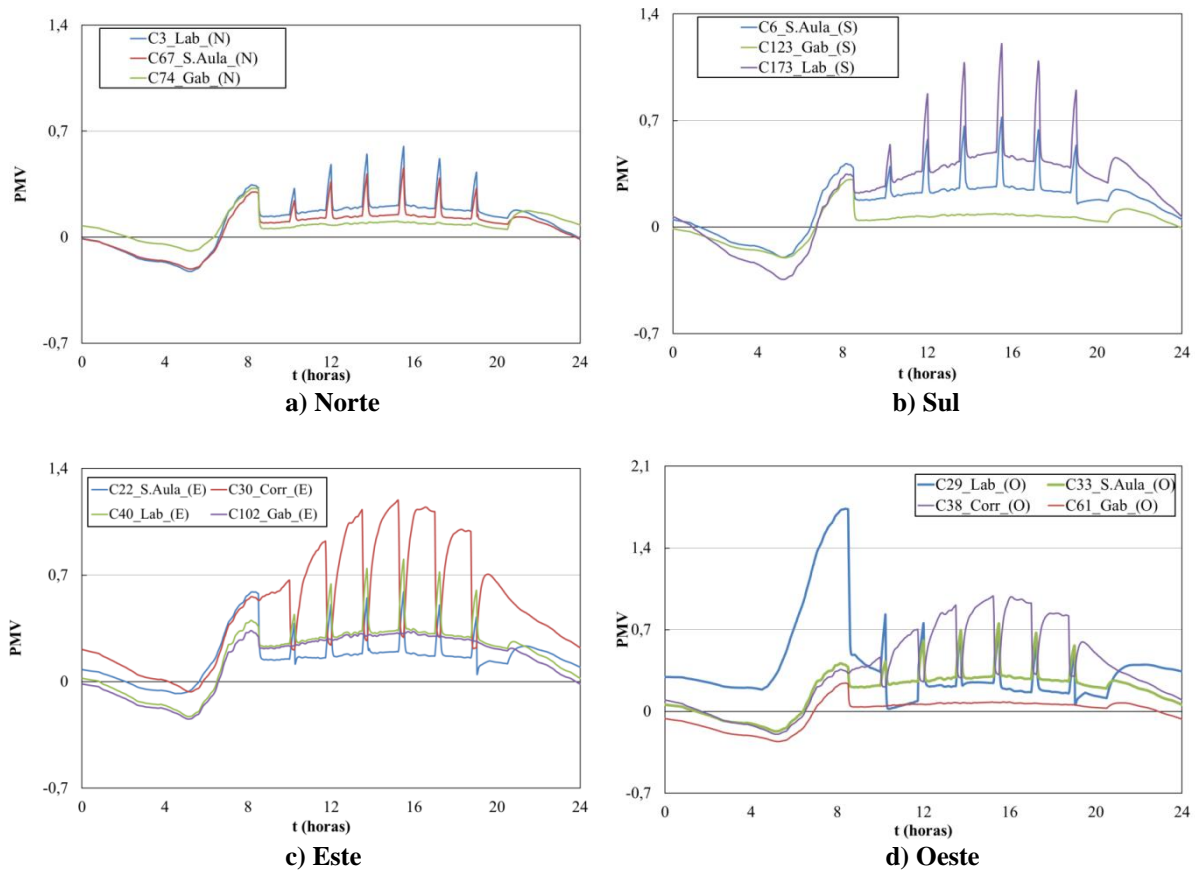 1,4
0,7
0
-0,7
PMV
C3_Lab_(N)
C67_S.Aula_(N)
C74_Gab_(N)
0 4 8 12 16 20 24
t (horas)
a) Norte
1,4
0,7
0
-0,7
PMV
C6_S.Aula_(S)
C123_Gab_(S)
C173_Lab_(S)
0 4 8 12 16 20 24
t (horas)
b) Sul
1,4
0,7
0
-0,7
PMV
C22_S.Aula_(E) C30_Corr_(E)
C40_Lab_(E) C102_Gab_(E)
0 4 8 12 16 20 24
t (horas)
c) Este
2,1
1,4
0,7
0
-0,7
PMV
C29_Lab_(O) C33_S.Aula_(O)
C38_Corr_(O) C61_Gab_(O)
0 4 8 12 16 20 24
t (horas)
d) Oeste